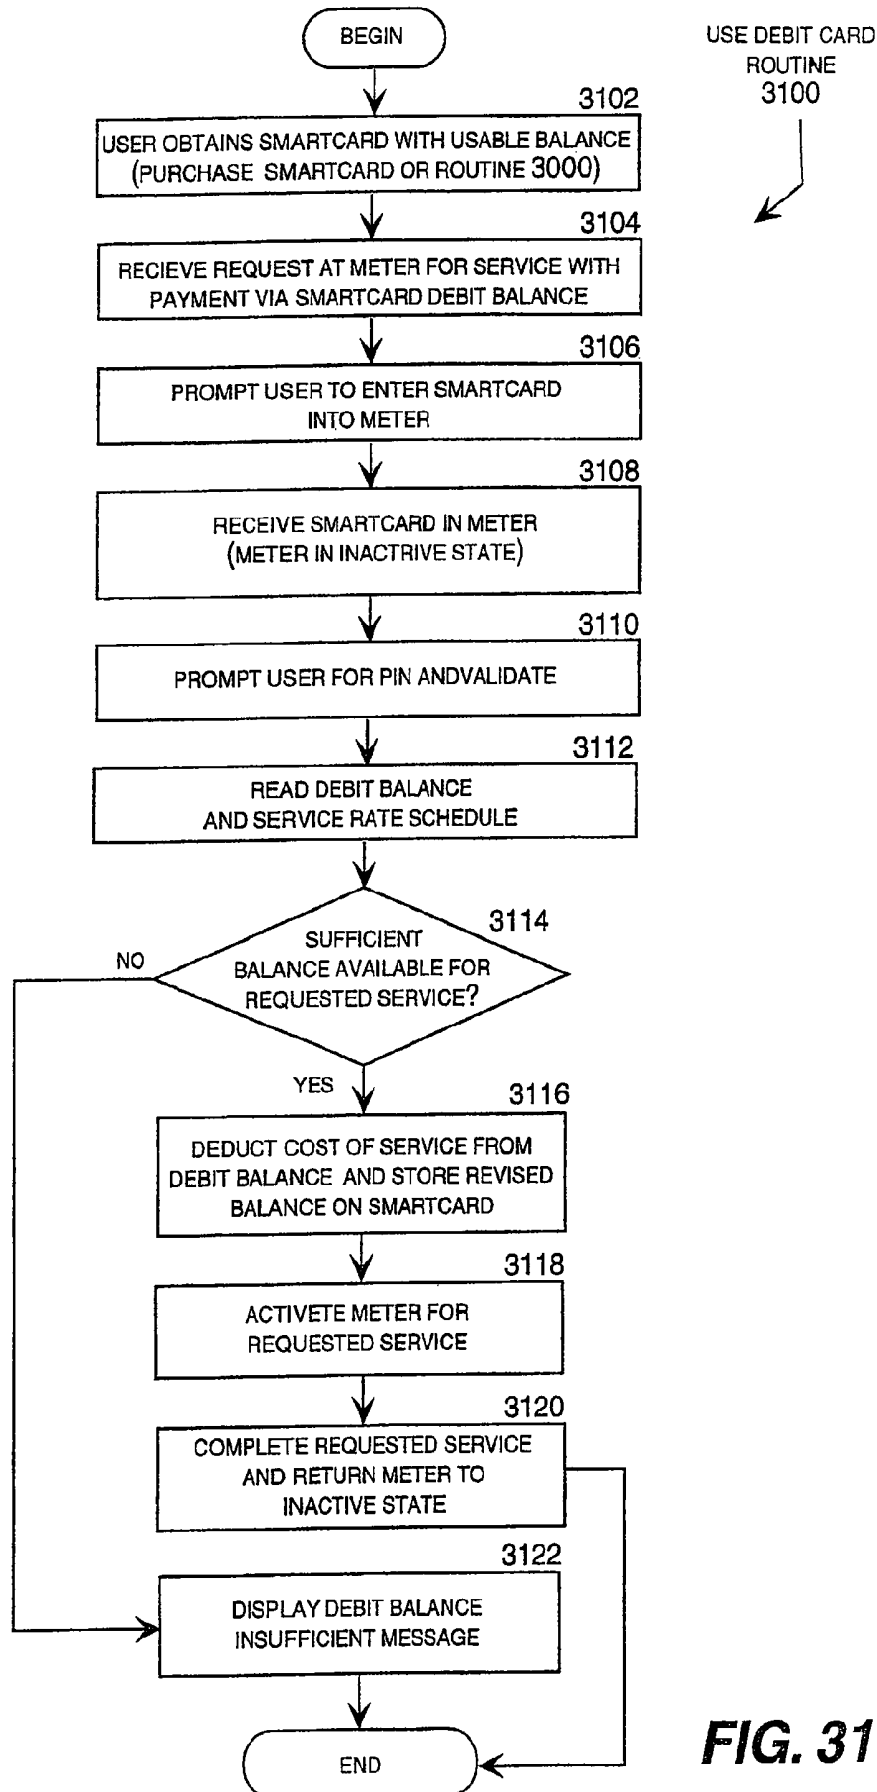 BEGIN
USE DEBIT CARD
ROUTINE
3100
3102
USER OBTAINS SMARTCARD WITH USABLE BALANCE
(PURCHASE SMARTCARD OR ROUTINE 3000)
3104
RECIEVE REQUEST AT METER FOR SERVICE WITH
PAYMENT VIA SMARTCARD DEBIT BALANCE
3106
PROMPT USER TO ENTER SMARTCARD
INTO METER
3108
RECEIVE SMARTCARD IN METER
(METER IN INACTRIVE STATE)
3110
PROMPT USER FOR PIN ANDVALIDATE
3112
READ DEBIT BALANCE
AND SERVICE RATE SCHEDULE
3114
SUFFICIENT
BALANCE AVAILABLE FOR
REQUESTED SERVICE?
NO
YES
3116
DEDUCT COST OF SERVICE FROM
DEBIT BALANCE AND STORE REVISED
BALANCE ON SMARTCARD
3118
ACTIVETE METER FOR
REQUESTED SERVICE
3120
COMPLETE REQUESTED SERVICE
AND RETURN METER TO
INACTIVE STATE
3122
DISPLAY DEBIT BALANCE
INSUFFICIENT MESSAGE
END
FIG. 31